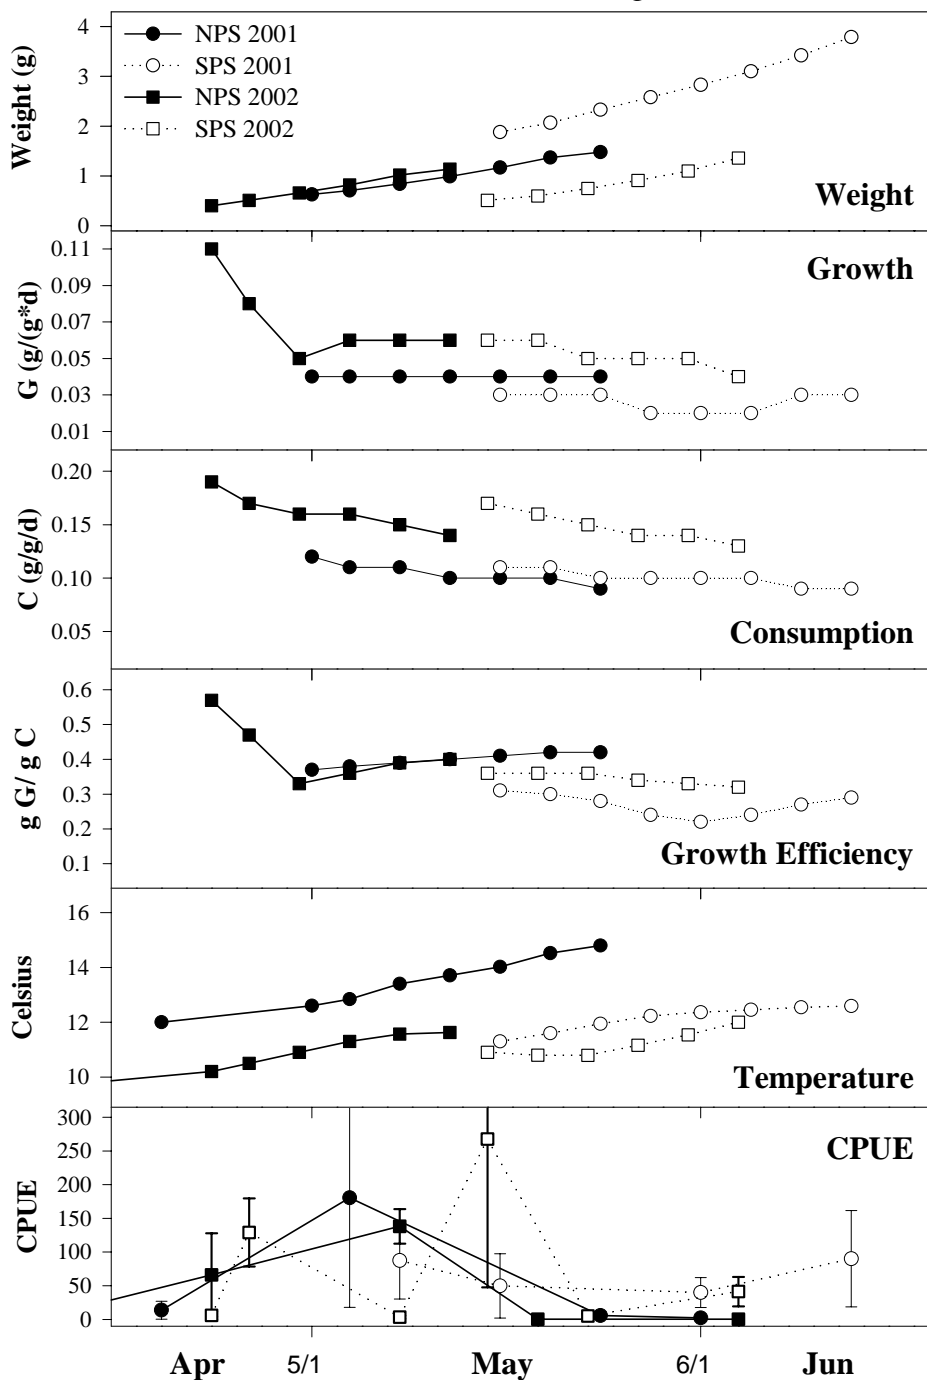 4
3
2
1
0
Weight (g)
NPS 2001
SPS 2001
NPS 2002
SPS 2002
Weight
0.11
0.09
0.07
0.05
0.03
0.01
G (g/(g*d)
Growth
0.20
0.15
0.10
0.05
C (g/g/d)
Consumption
0.6
0.5
0.4
0.3
0.2
0.1
g G/ g C
Growth Efficiency
16
14
12
10
Celsius
Temperature
300
250
200
150
100
50
0
CPUE
CPUE
Apr 5/1 May 6/1 Jun